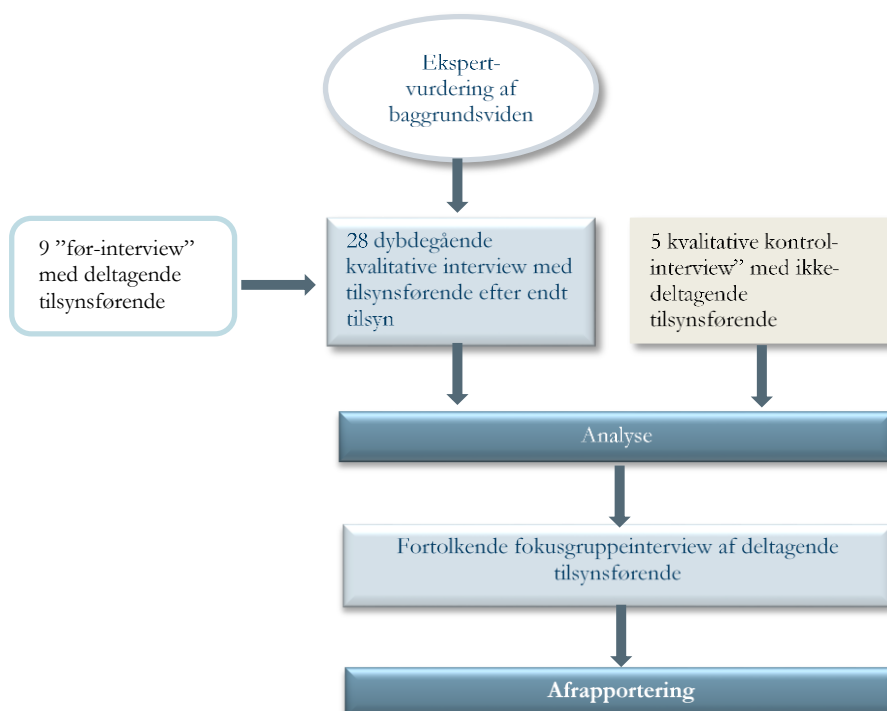 Ekspert-
vurdering af
baggrundsviden
9 ”før-interview”
med deltagende
tilsynsførende
28 dybdegående
kvalitative interview med
tilsynsførende efter endt
tilsyn
5 kvalitative kontrol-
interview” med ikke-
deltagende
tilsynsførende
Analyse
Fortolkende fokusgruppeinterview af deltagende
tilsynsførende
Afrapportering